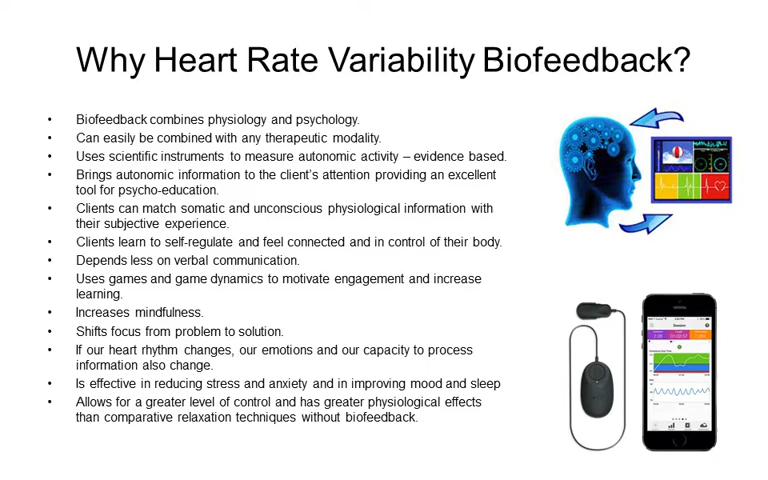 Why Heart Rate Variability Biofeedback?
• Biofeedback combines physiology and psychology.
• Can easily be combined with any therapeutic modality.
• Uses scientific instruments to measure autonomic activity – evidence based.
• Brings autonomic information to the client's attention providing an excellent
tool for psycho-education.
• Clients can match somatic and unconscious physiological information with
their subjective experience.
• Clients learn to self-regulate and feel connected and in control of their body.
• Depends less on verbal communication.
• Uses games and game dynamics to motivate engagement and increase
learning.
• Increases mindfulness.
• Shifts focus from problem to solution.
• If our heart rhythm changes, our emotions and our capacity to process
information also change.
• Is effective in reducing stress and anxiety and in improving mood and sleep
• Allows for a greater level of control and has greater physiological effects
than comparative relaxation techniques without biofeedback.
Session